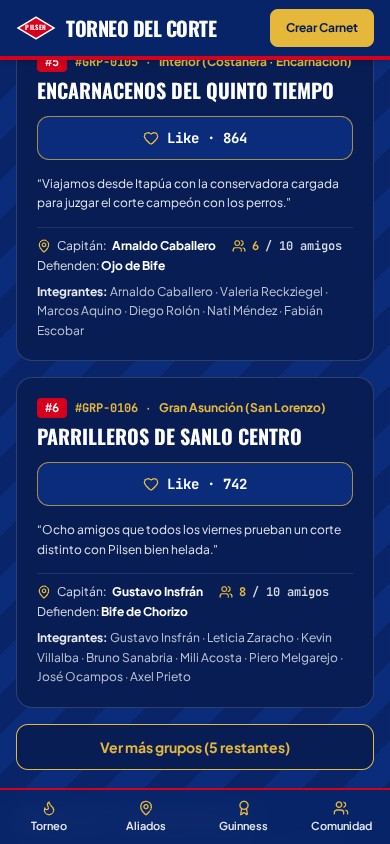 PILSEN TORNEO DEL CORTE Crear Carnet
#5 #GRP-0105 · Interior (Costanera · Encarnación)
ENCARNACENOS DEL QUINTO TIEMPO
Like · 864
“Viajamos desde Itapúa con la conservadora cargada
para juzgar el corte campeón con los perros.”
Capitán: Arnaldo Caballero 6 / 10 amigos
Defienden: Ojo de Bife
Integrantes: Arnaldo Caballero · Valeria Reckziegel ·
Marcos Aquino · Diego Rolón · Nati Méndez · Fabián
Escobar
#6 #GRP-0106 · Gran Asunción (San Lorenzo)
PARRILLEROS DE SANLO CENTRO
Like · 742
“Ocho amigos que todos los viernes prueban un corte
distinto con Pilsen bien helada.”
Capitán: Gustavo Insfrán 8 / 10 amigos
Defienden: Bife de Chorizo
Integrantes: Gustavo Insfrán · Leticia Zaracho · Kevin
Villalba · Bruno Sanabria · Mili Acosta · Piero Melgarejo ·
José Ocampos · Axel Prieto
Ver más grupos (5 restantes)
Torneo Aliados Guinness Comunidad